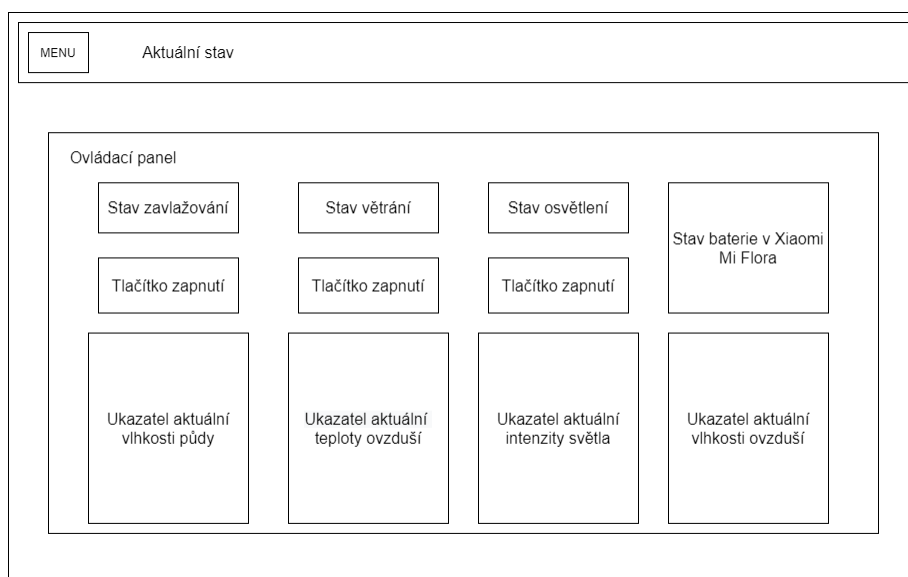 MENU
Aktuální stav
Ovládací panel
Stav zavlažování
Stav větrání
Stav osvětlení
Stav baterie v Xiaomi
Mi Flora
Tlačítko zapnutí
Tlačítko zapnutí
Tlačítko zapnutí
Ukazatel aktuální
vlhkosti půdy
Ukazatel aktuální
teploty ovzduší
Ukazatel aktuální
intenzity světla
Ukazatel aktuální
vlhkosti ovzduší